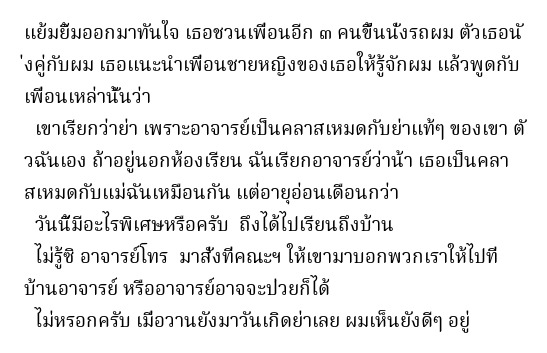 แย้มยิ้มออกมาทันใจ เธอชวนเพื่อนอีก ๓ คนขึ้นนั่งรถผม ตัวเธอนั
่งคู่กับผม เธอแนะนำเพื่อนชายหญิงของเธอให้รู้จักผม แล้วพูดกับ
เพื่อนเหล่านั้นว่า
เขาเรียกว่าย่า เพราะอาจารย์เป็นคลาสเหมดกับย่าแท้ๆ ของเขา ตั
วฉันเอง ถ้าอยู่นอกห้องเรียน ฉันเรียกอาจารย์ว่าน้า เธอเป็นคลา
สเหมดกับแม่ฉันเหมือนกัน แต่อายุอ่อนเดือนกว่า
วันนี้มีอะไรพิเศษหรือครับ  ถึงได้ไปเรียนถึงบ้าน
ไม่รู้ซิ อาจารย์โทร  มาสั่งที่คณะฯ ให้เขามาบอกพวกเราให้ไปที่
บ้านอาจารย์ หรืออาจารย์อาจจะป่วยก็ได้
ไม่หรอกครับ เมื่อวานยังมาวันเกิดย่าเลย ผมเห็นยังดีๆ อยู่